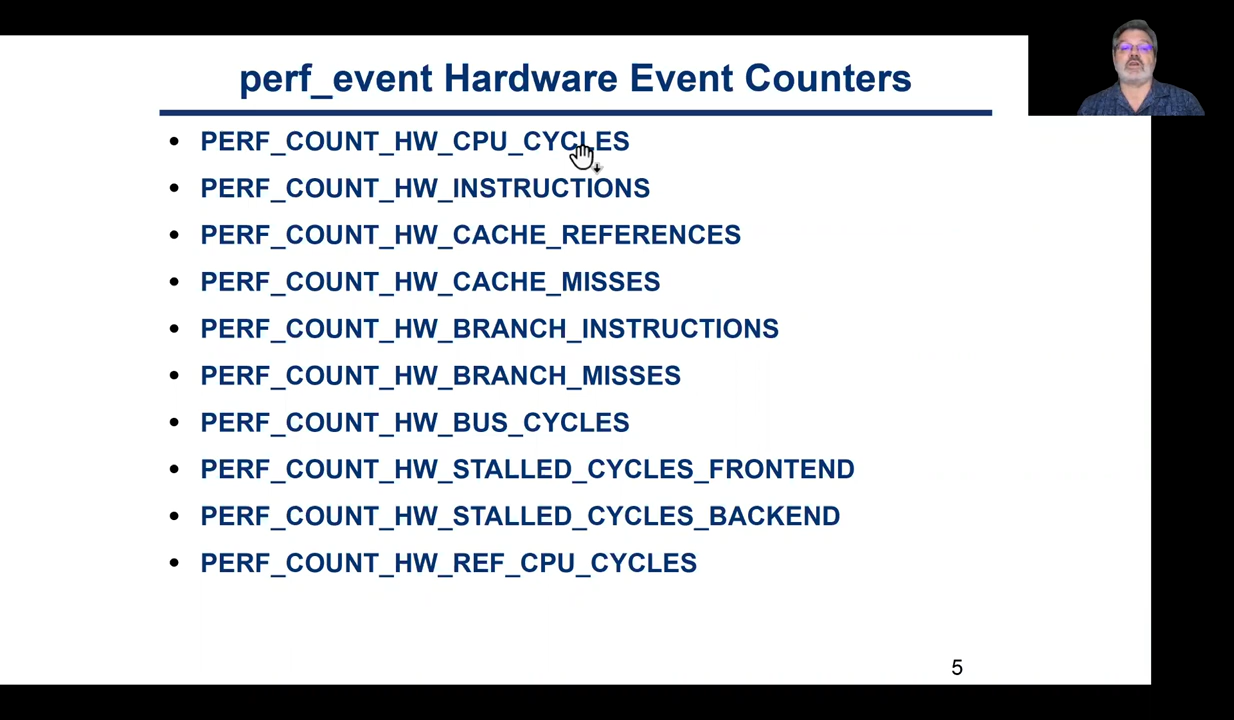 perf_event Hardware Event Counters
• PERF_COUNT_HW_CPU_CYCLES
• PERF_COUNT_HW_INSTRUCTIONS
• PERF_COUNT_HW_CACHE_REFERENCES
• PERF_COUNT_HW_CACHE_MISSES
• PERF_COUNT_HW_BRANCH_INSTRUCTIONS
• PERF_COUNT_HW_BRANCH_MISSES
• PERF_COUNT_HW_BUS_CYCLES
• PERF_COUNT_HW_STALLED_CYCLES_FRONTEND
• PERF_COUNT_HW_STALLED_CYCLES_BACKEND
• PERF_COUNT_HW_REF_CPU_CYCLES
5